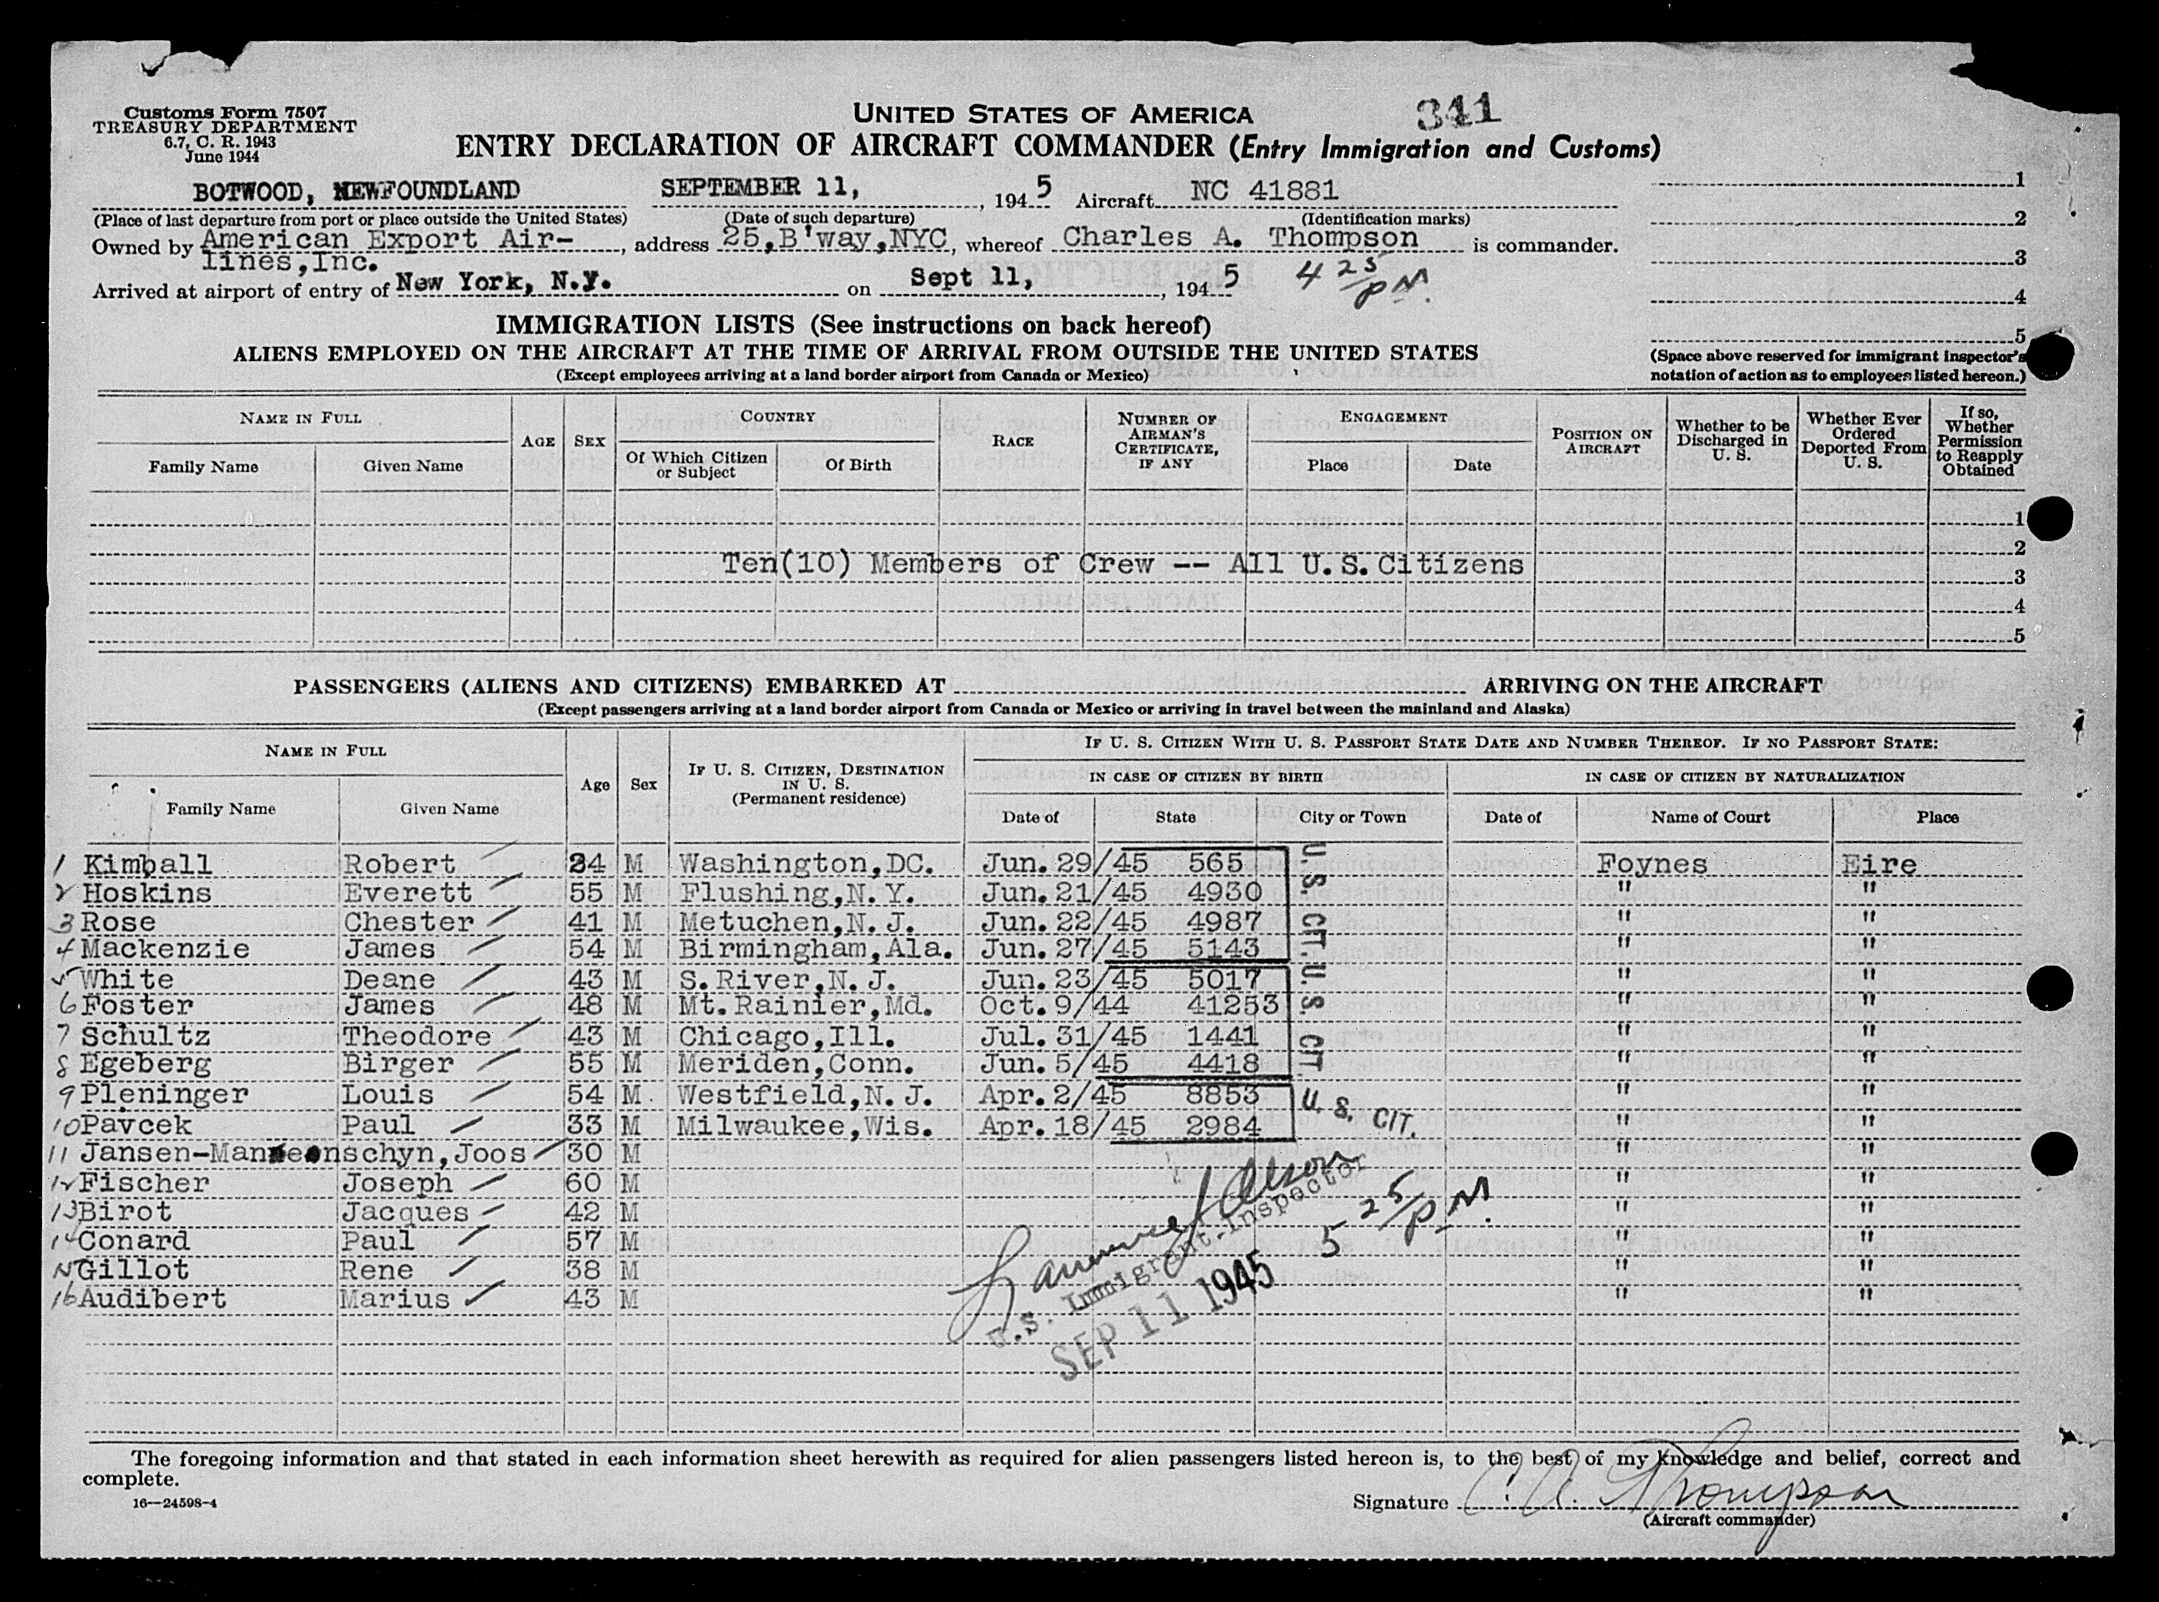 Customs Form 7507
TREASURY DEPARTMENT
6.7, C. R. 1943
June 1944
UNITED STATES OF AMERICA
341
ENTRY DECLARATION OF AIRCRAFT COMMANDER (Entry Immigration and Customs)
BOTWOOD, NEWFOUNDLAND SEPTEMBER 11, , 1945 Aircraft NC 41881 1
(Place of last departure from port or place outside the United States) (Date of such departure) (Identification marks) 2
Owned by American Export Air- , address 25,B'way,NYC, whereof Charles A. Thompson is commander.
lines,Inc. 3
Arrived at airport of entry of New York, N.Y. on Sept 11, , 1945 4 25/PM. 4
IMMIGRATION LISTS (See instructions on back hereof) 5
ALIENS EMPLOYED ON THE AIRCRAFT AT THE TIME OF ARRIVAL FROM OUTSIDE THE UNITED STATES
(Space above reserved for immigrant inspector's
(Except employees arriving at a land border airport from Canada or Mexico)
notation of action as to employees listed hereon.)
NAME IN FULL AGE SEX COUNTRY RACE NUMBER OF AIRMAN'S CERTIFICATE, IF ANY ENGAGEMENT POSITION ON AIRCRAFT Whether to be Discharged in U. S. Whether Ever Ordered Deported From U. S. If so, Whether Permission to Reapply Obtained
Family Name Given Name Of Which Citizen or Subject Of Birth Place Date
1
2
Ten(10) Members of Crew -- All U.S.Citizens
3
4
5
PASSENGERS (ALIENS AND CITIZENS) EMBARKED AT ARRIVING ON THE AIRCRAFT
(Except passengers arriving at a land border airport from Canada or Mexico or arriving in travel between the mainland and Alaska)
NAME IN FULL Age Sex IF U. S. CITIZEN, DESTINATION IN U. S. (Permanent residence) IF U. S. CITIZEN WITH U. S. PASSPORT STATE DATE AND NUMBER THEREOF. IF NO PASSPORT STATE:
IN CASE OF CITIZEN BY BIRTH IN CASE OF CITIZEN BY NATURALIZATION
Family Name Given Name Date of State City or Town Date of Name of Court Place
1 Kimball Robert 34 M Washington,DC. Jun.29/45 565 Foynes Eire
2 Hoskins Everett 55 M Flushing,N.Y. Jun.21/45 4930 " "
3 Rose Chester 41 M Metuchen,N.J. Jun.22/45 4987 " "
4 Mackenzie James 54 M Birmingham,Ala. Jun.27/45 5143 " "
5 White Deane 43 M S.River,N.J. Jun.23/45 5017 " "
6 Foster James 48 M Mt.Rainier,Md. Oct.9/44 41253 " "
7 Schultz Theodore 43 M Chicago,Ill. Jul.31/45 1441 " "
8 Egeberg Birger 55 M Meriden,Conn. Jun.5/45 4418 " "
9 Pleninger Louis 54 M. Westfield,N.J. Apr.2/45 8853 " "
10 Pavcek Paul 33 M Milwaukee,Wis. Apr.18/45 2984 " "
U. S. CIT.
U. S. CIT.
U. S. CIT.
11 Jansen-Manneonschyn,Joos 30 M " "
12 Fischer Joseph 60 M " "
13 Birot Jacques 42 M " "
14 Conard Paul 57 M " "
15 Gillot Rene 38 M " "
16 Audibert Marius 43 M " "
U.S. Immigrant-Inspector
SEP 11 1945
5 25/PM.
The foregoing information and that stated in each information sheet herewith as required for alien passengers listed hereon is, to the best of my knowledge and belief, correct and
complete.
16—24598-4
Signature C. A. Thompson
(Aircraft commander)